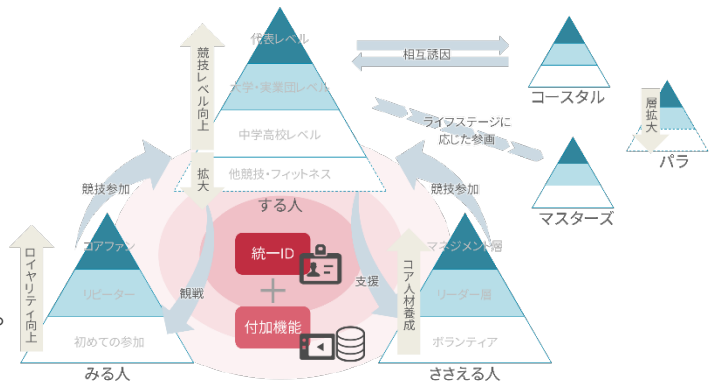 代表レベル
大学・実業団レベル
中学高校レベル
他競技・フィットネス
する人
競技レベル向上
拡大
相互誘因
コースタル
ライフステージに
応じた参画
層拡大
パラ
マスターズ
競技参加
競技参加
コアファン
リピーター
初めての参加
みる人
ロイヤリティ向上
観戦
統一ID
+
付加機能
支援
マネジメント層
リーダー層
ボランティア
ささえる人
コア人材養成